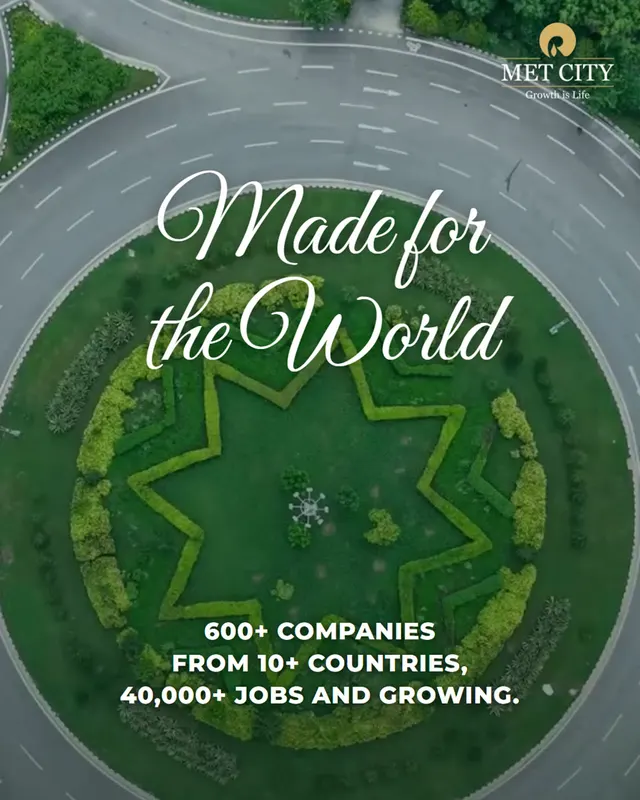 MET CITY
Growth is Life
Made for
the World
600+ COMPANIES
FROM 10+ COUNTRIES,
40,000+ JOBS AND GROWING.